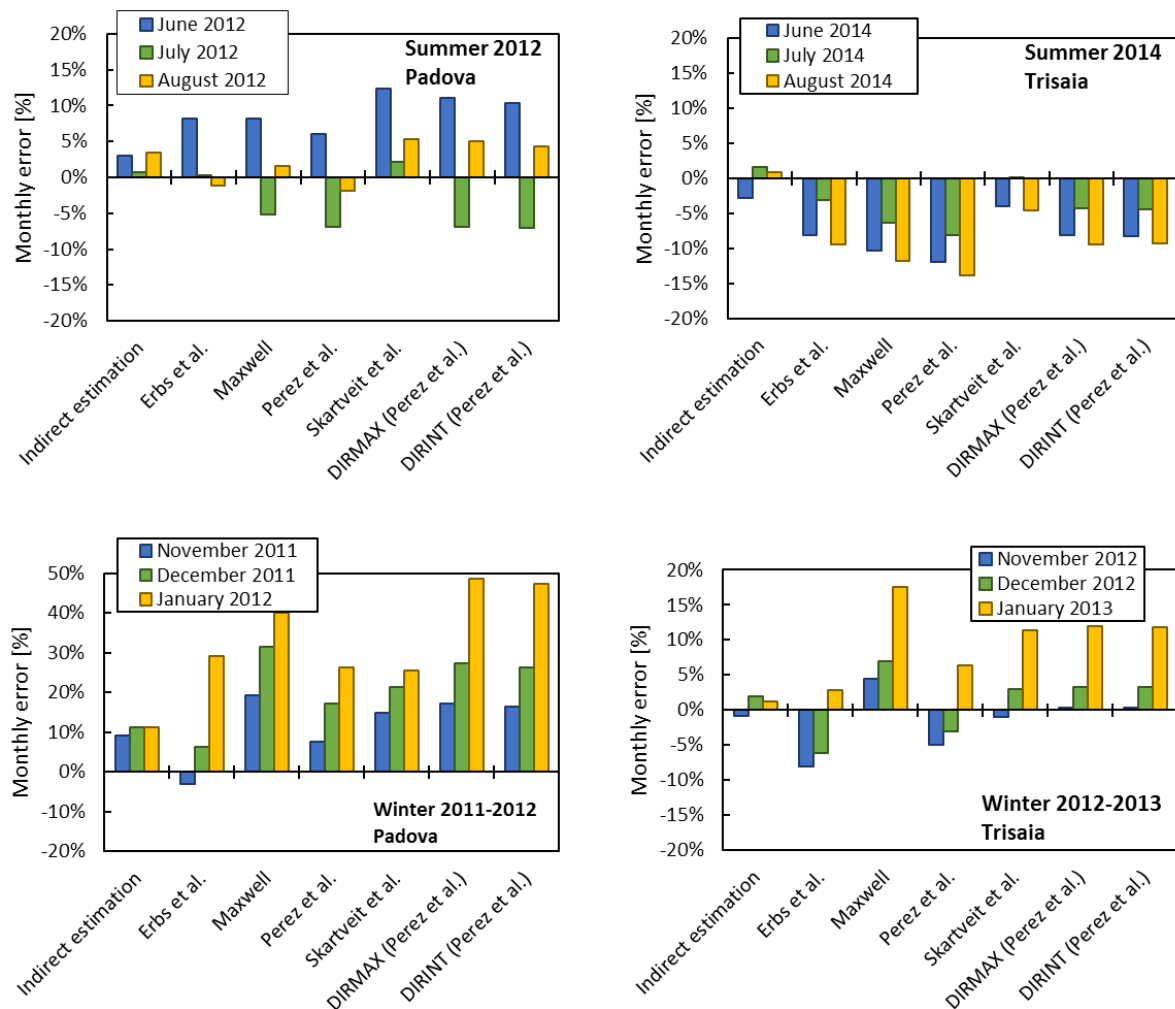 June 2012
July 2012
August 2012
Summer 2012
Padova
Monthly error [%]
20%
15%
10%
5%
0%
-5%
-10%
-15%
-20%
Indirect estimation
Erbs et al.
Maxwell
Perez et al.
Skartveit et al.
DIRMAX (Perez et al.)
DIRINT (Perez et al.)
June 2014
July 2014
August 2014
Summer 2014
Trisaia
Monthly error [%]
20%
15%
10%
5%
0%
-5%
-10%
-15%
-20%
Indirect estimation
Erbs et al.
Maxwell
Perez et al.
Skartveit et al.
DIRMAX (Perez et al.)
DIRINT (Perez et al.)
November 2011
December 2011
January 2012
Monthly error [%]
50%
40%
30%
20%
10%
0%
-10%
-20%
Winter 2011-2012
Padova
Indirect estimation
Erbs et al.
Maxwell
Perez et al.
Skartveit et al.
DIRMAX (Perez et al.)
DIRINT (Perez et al.)
November 2012
December 2012
January 2013
Monthly error [%]
20%
15%
10%
5%
0%
-5%
-10%
-15%
-20%
Winter 2012-2013
Trisaia
Indirect estimation
Erbs et al.
Maxwell
Perez et al.
Skartveit et al.
DIRMAX (Perez et al.)
DIRINT (Perez et al.)